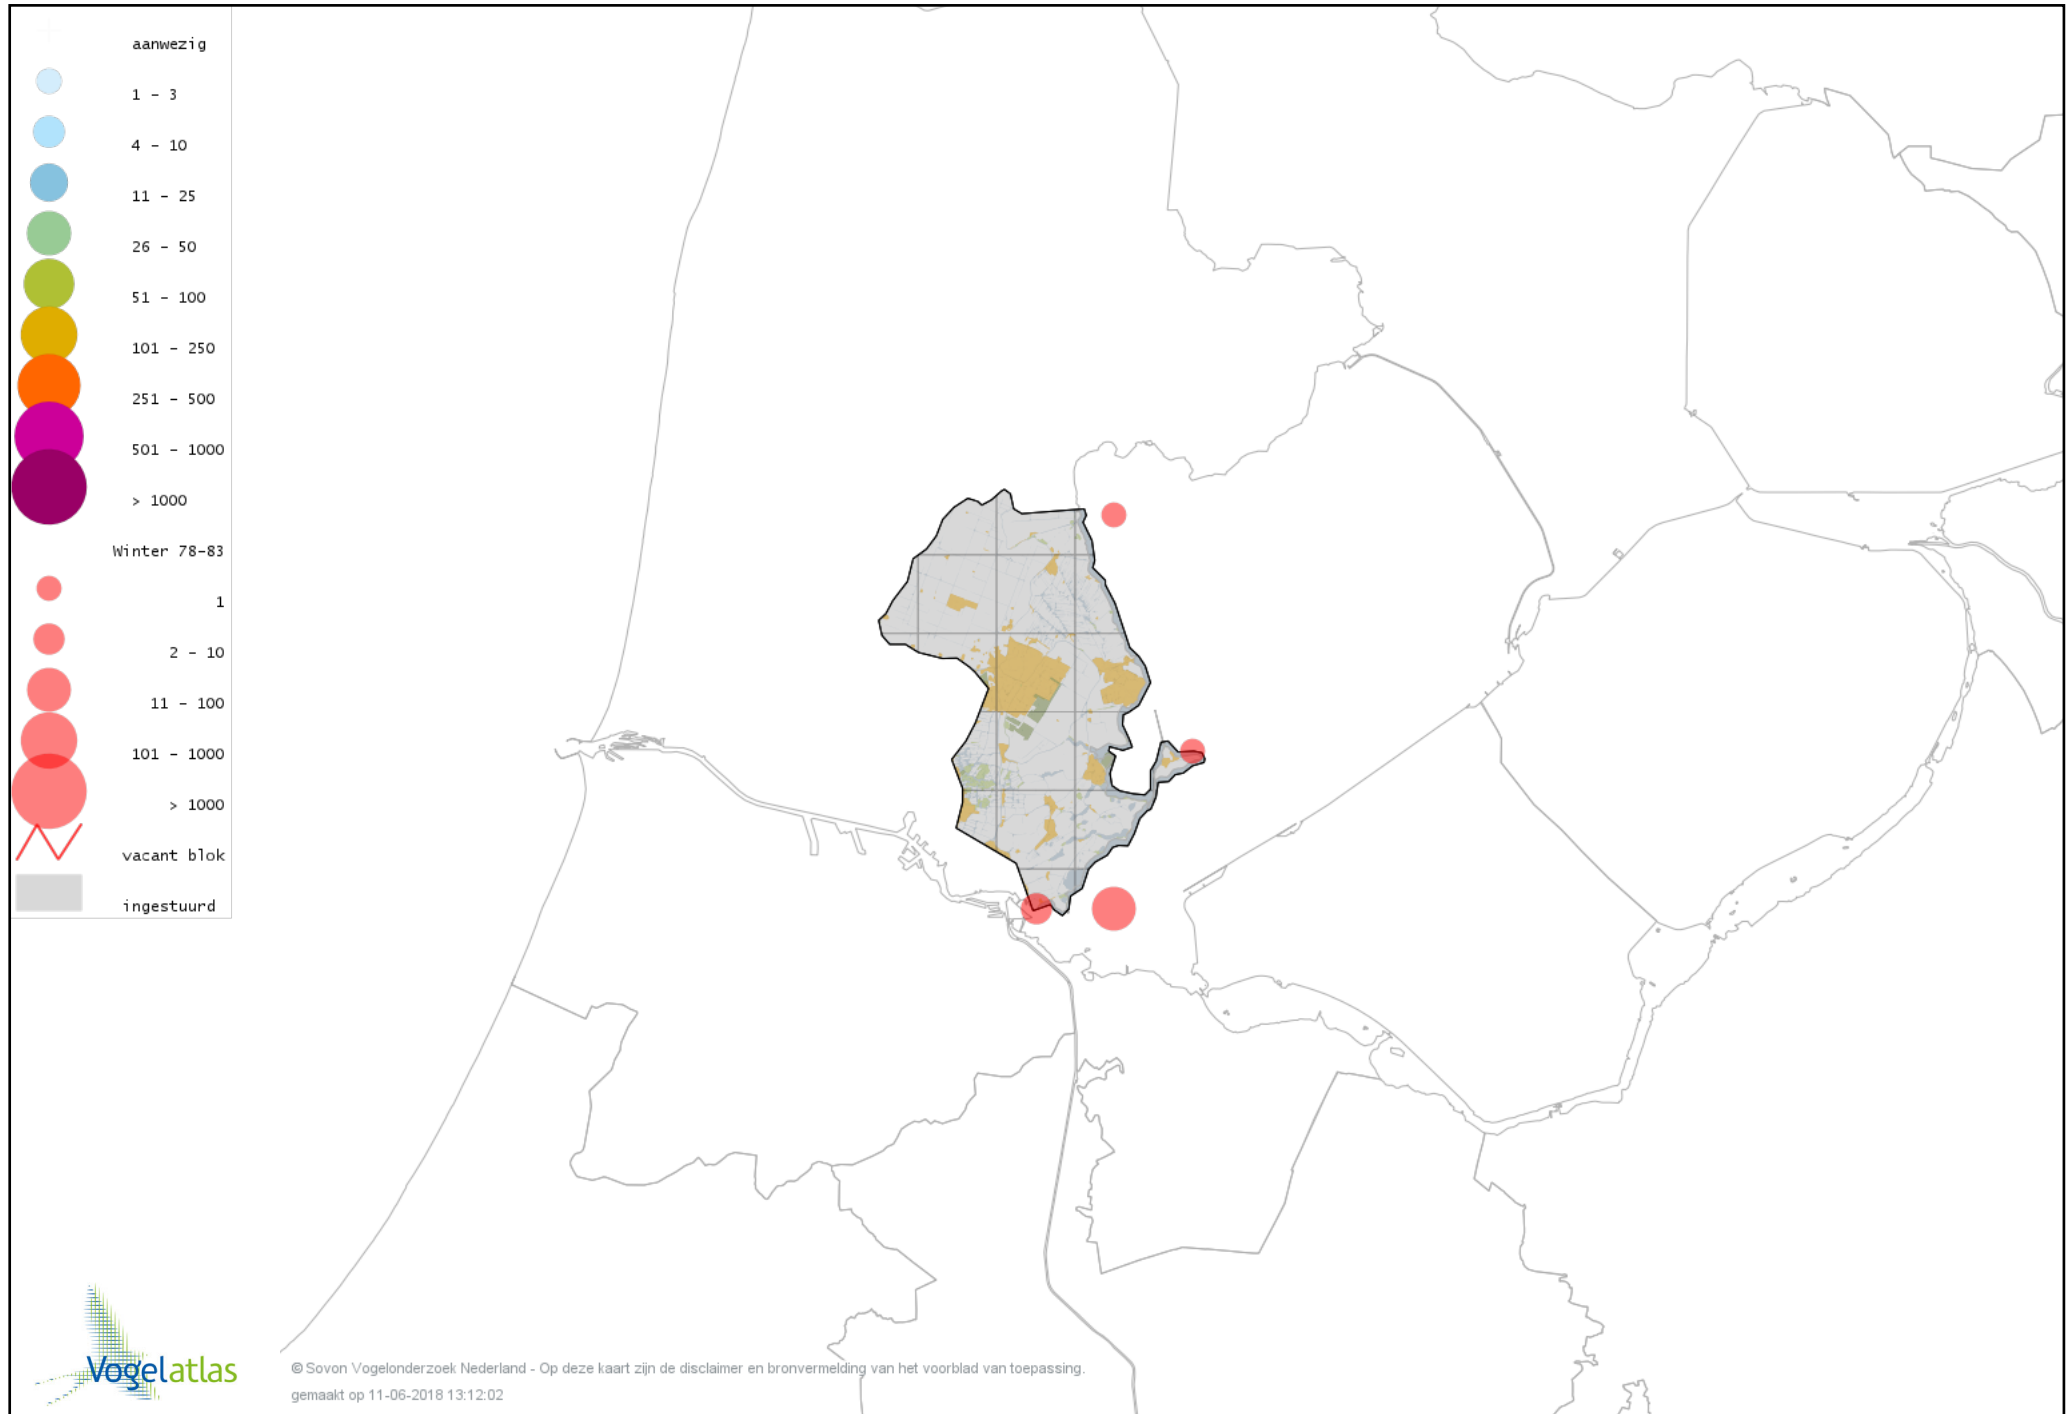 aanwezig
1 - 3
4 - 10
11 - 25
26 - 50
51 - 100
101 - 250
251 - 500
501 - 1000
> 1000
Winter 78-83
1
2 - 10
11 - 100
101 - 1000
> 1000
vacant blok
ingestuurd
Vogelatlas
© Sovon Vogelonderzoek Nederland - Op deze kaart zijn de disclaimer en bronvermelding van het voorblad van toepassing.
gemaakt op 11-06-2018 13:12:02